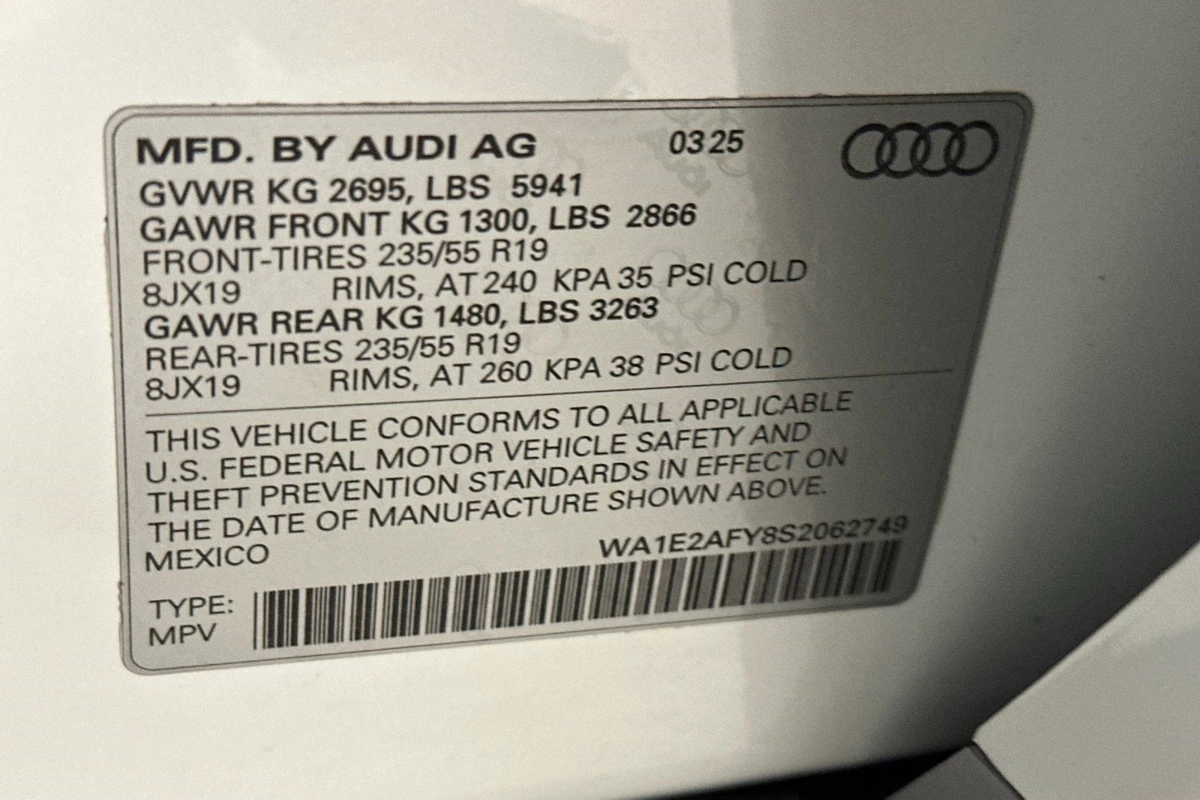 MFD. BY AUDI AG 03 25
GVWR KG 2695, LBS 5941
GAWR FRONT KG 1300, LBS 2866
FRONT-TIRES 235/55 R19
8JX19 RIMS, AT 240 KPA 35 PSI COLD
GAWR REAR KG 1480, LBS 3263
REAR-TIRES 235/55 R19
8JX19 RIMS, AT 260 KPA 38 PSI COLD
THIS VEHICLE CONFORMS TO ALL APPLICABLE
U.S. FEDERAL MOTOR VEHICLE SAFETY AND
THEFT PREVENTION STANDARDS IN EFFECT ON
THE DATE OF MANUFACTURE SHOWN ABOVE.
MEXICO WA1E2AFY8S2062749
TYPE:
MPV